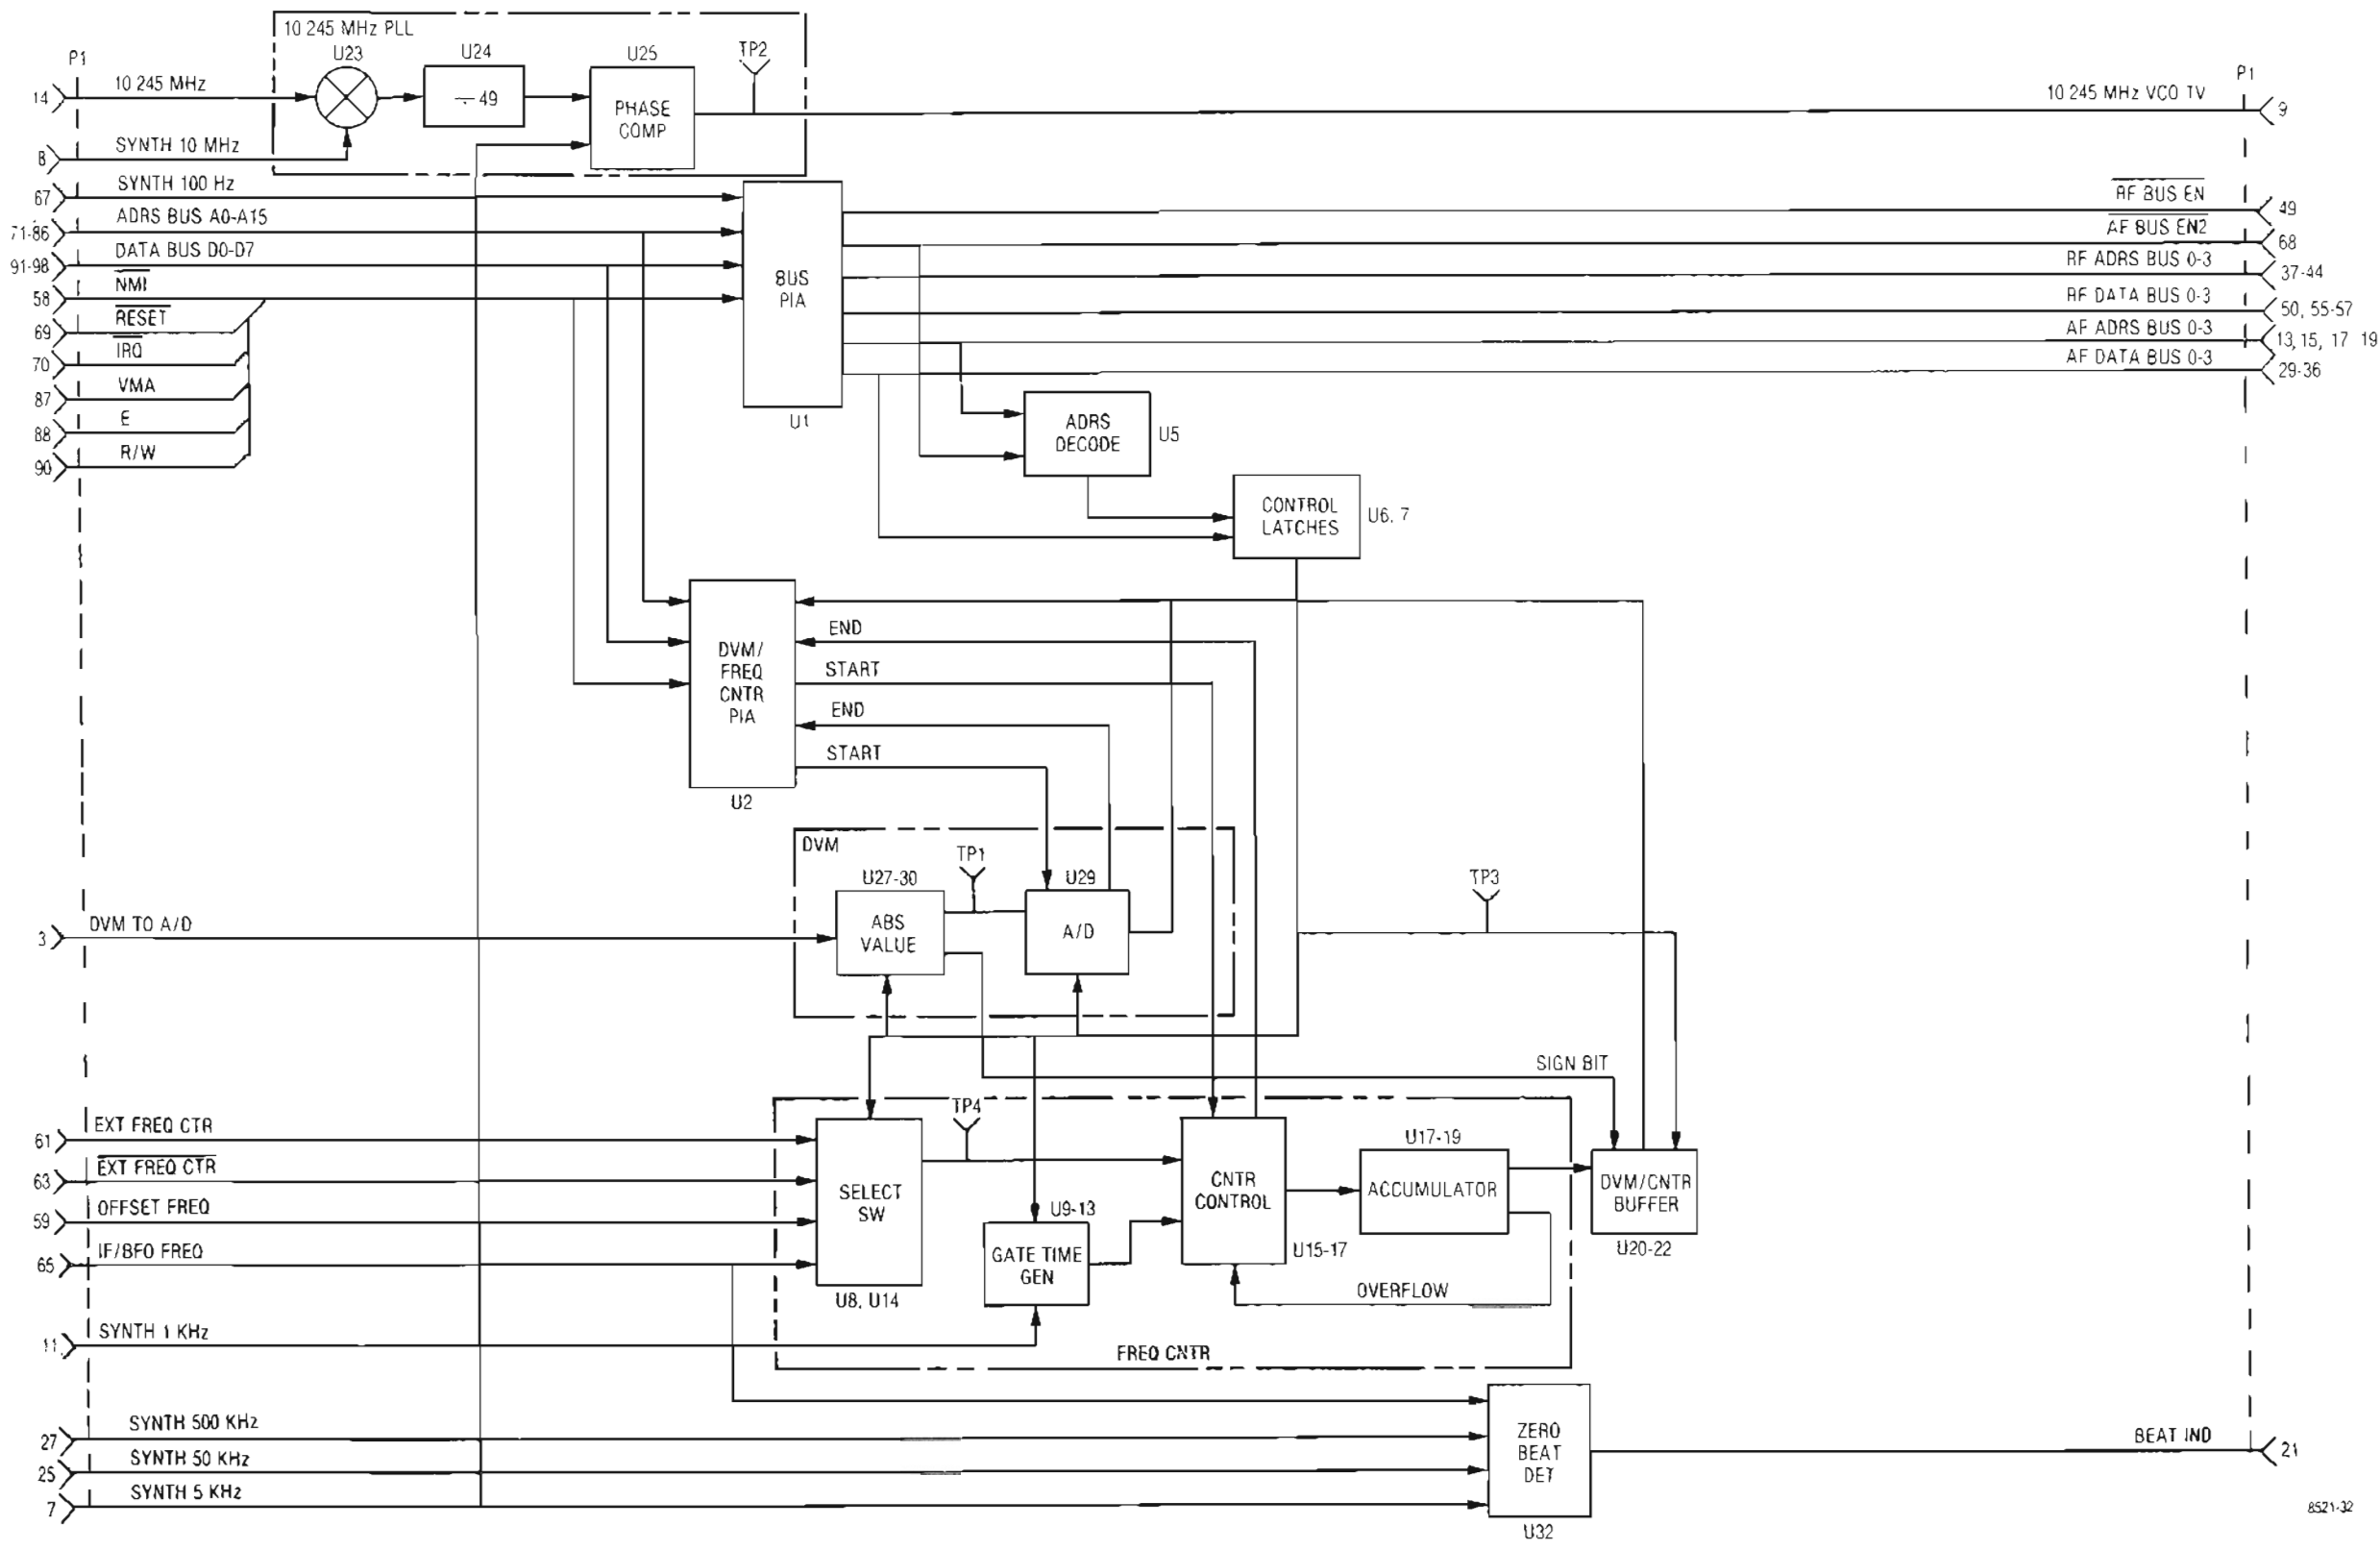 10 245 MHz PLL
P1
U23
U24
U25
TP2
P1
14
10 245 MHz
÷ 49
PHASE
COMP
10 245 MHz VCO TV
9
8
SYNTH 10 MHz
67
SYNTH 100 Hz
71-86
ADRS BUS A0-A15
91-98
DATA BUS D0-D7
58
NMI
69
RESET
70
IRQ
87
VMA
88
E
90
R/W
BUS
PIA
U1
RF BUS EN
49
AF BUS EN2
68
RF ADRS BUS 0-3
37-44
RF DATA BUS 0-3
50, 55-57
AF ADRS BUS 0-3
13, 15, 17 19
AF DATA BUS 0-3
29-36
ADRS
DECODE
U5
CONTROL
LATCHES
U6, 7
DVM/
FREQ
CNTR
PIA
U2
END
START
END
START
DVM
TP1
U27-30
U29
TP3
3
DVM TO A/D
ABS
VALUE
A/D
SIGN BIT
61
EXT FREQ CTR
63
EXT FREQ CTR
59
OFFSET FREQ
65
IF/BFO FREQ
TP4
SELECT
SW
U8, U14
U9-13
GATE TIME
GEN
CNTR
CONTROL
U15-17
U17-19
ACCUMULATOR
OVERFLOW
DVM/CNTR
BUFFER
U20-22
11
SYNTH 1 KHz
FREQ CNTR
27
SYNTH 500 KHz
25
SYNTH 50 KHz
7
SYNTH 5 KHz
ZERO
BEAT
DET
U32
BEAT IND
21
8521-32